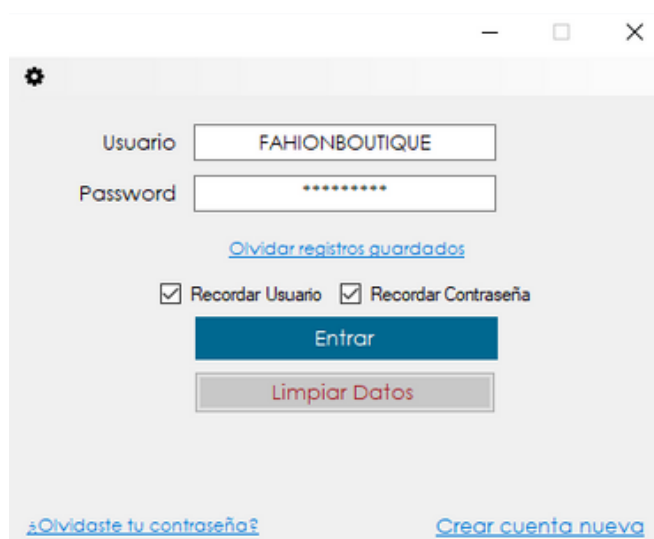 Usuario FAHIONBOUTIQUE
Password *********
Olvidar registros guardados
Recordar Usuario Recordar Contraseña
Entrar
Limpiar Datos
¿Olvidaste tu contraseña? Crear cuenta nueva